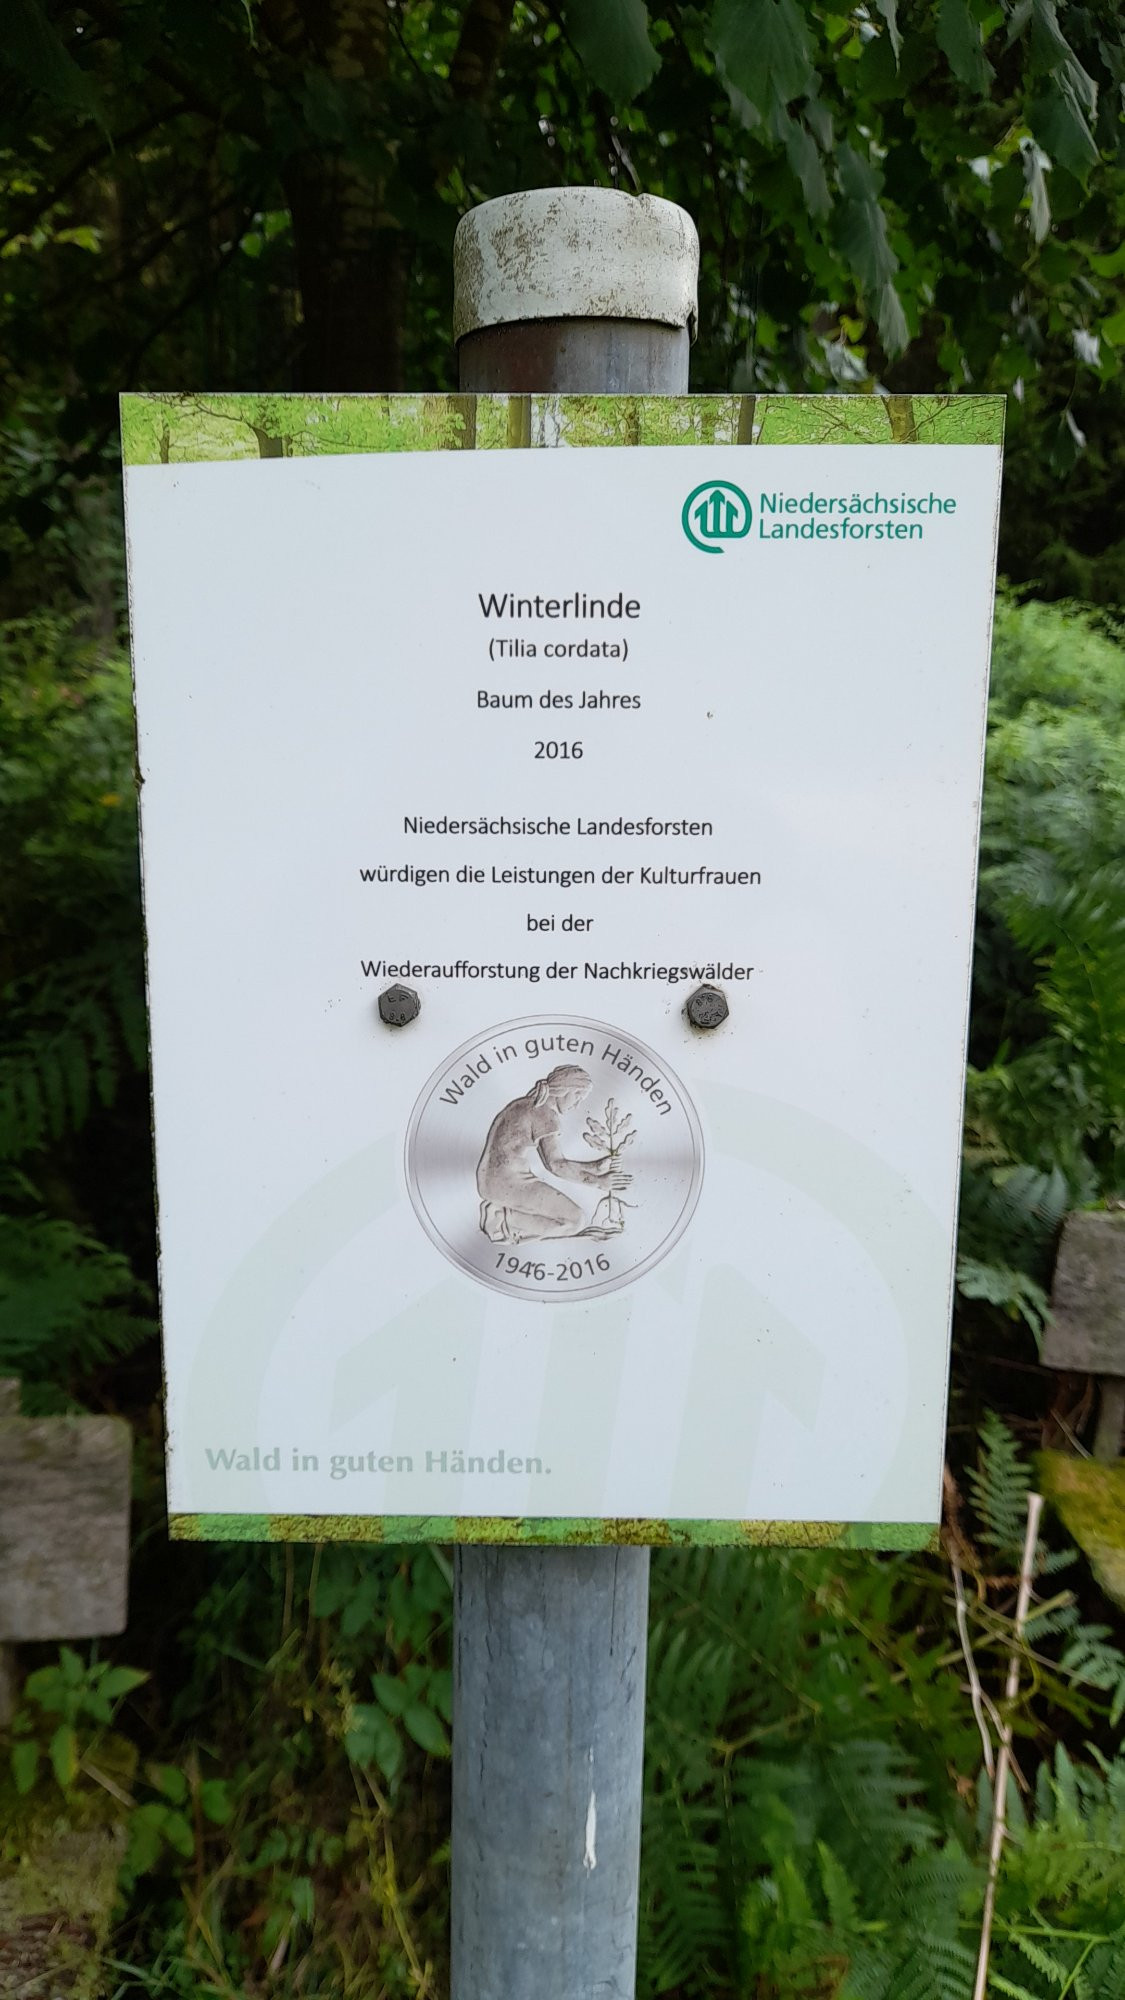 Niedersächsische
Landesforsten
Winterlinde
(Tilia cordata)
Baum des Jahres
2016
Niedersächsische Landesforsten
würdigen die Leistungen der Kulturfrauen
bei der
Wiederaufforstung der Nachkriegswälder
Wald in guten Händen
1946-2016
Wald in guten Händen.